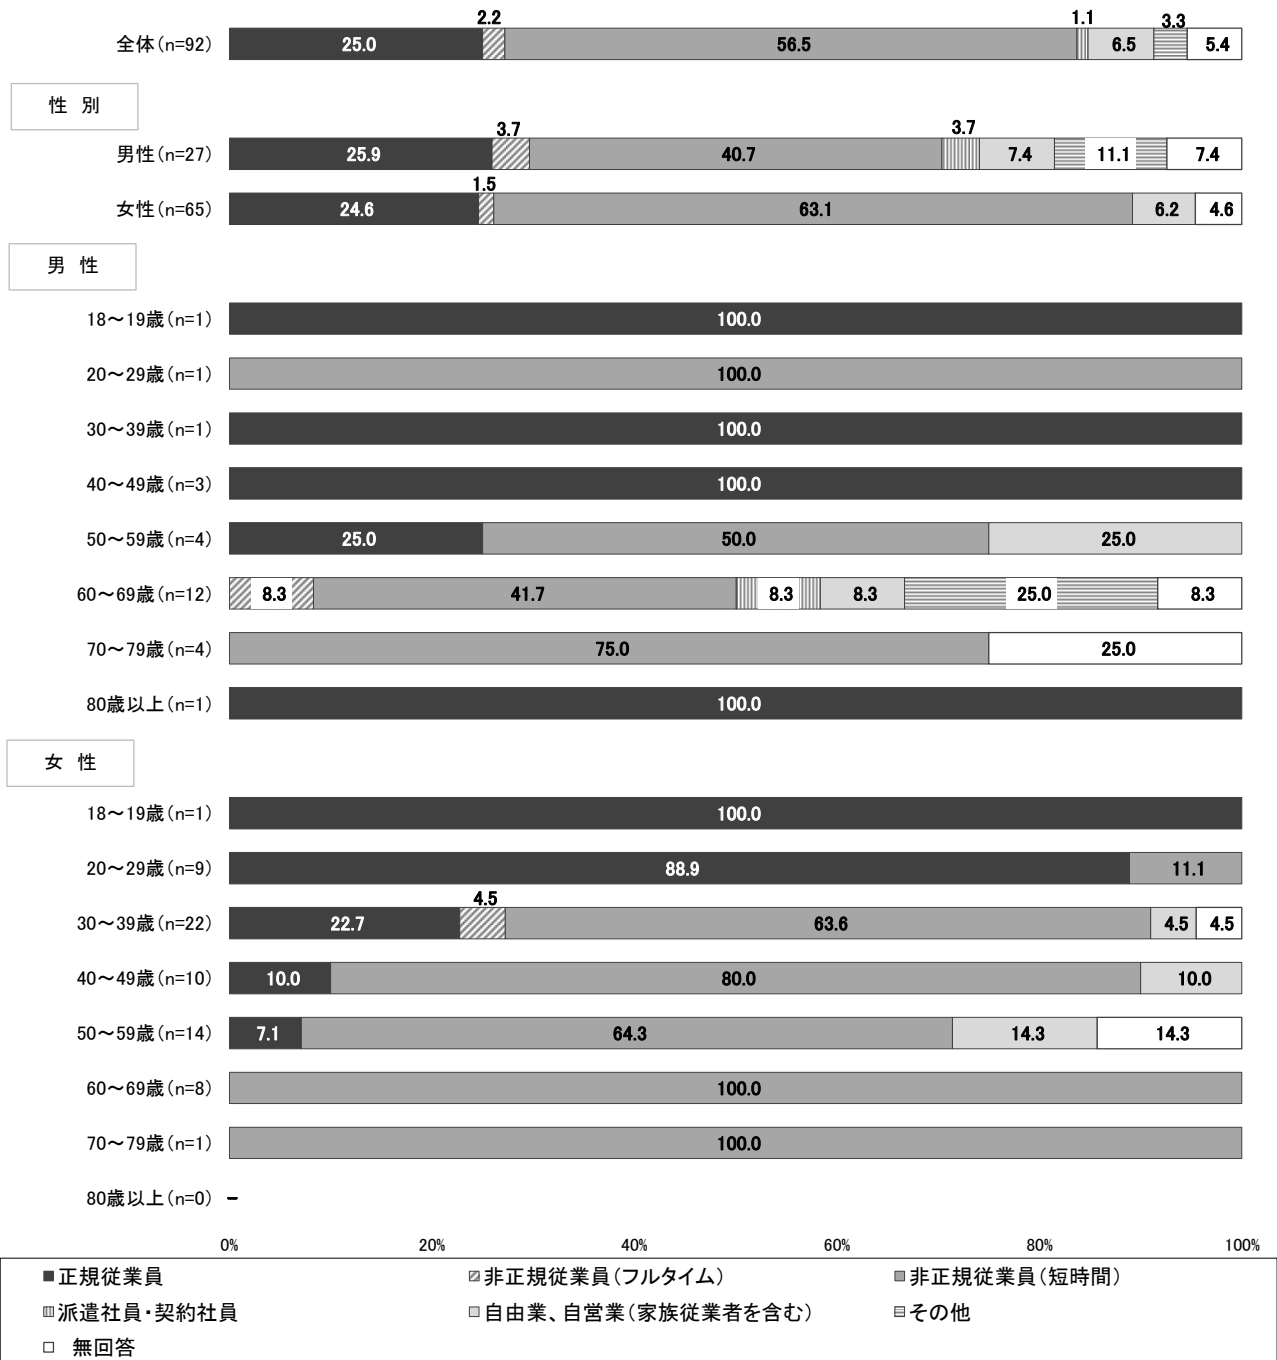 2.2 1.1 3.3
全体(n=92) 25.0 56.5 6.5 5.4
性 別
3.7 3.7
男性(n=27) 25.9 40.7 7.4 11.1 7.4
1.5
女性(n=65) 24.6 63.1 6.2 4.6
男 性
18～19歳(n=1) 100.0
20～29歳(n=1) 100.0
30～39歳(n=1) 100.0
40～49歳(n=3) 100.0
50～59歳(n=4) 25.0 50.0 25.0
60～69歳(n=12) 8.3 41.7 8.3 8.3 25.0 8.3
70～79歳(n=4) 75.0 25.0
80歳以上(n=1) 100.0
女 性
18～19歳(n=1) 100.0
20～29歳(n=9) 88.9 11.1
4.5
30～39歳(n=22) 22.7 63.6 4.5 4.5
40～49歳(n=10) 10.0 80.0 10.0
50～59歳(n=14) 7.1 64.3 14.3 14.3
60～69歳(n=8) 100.0
70～79歳(n=1) 100.0
80歳以上(n=0) -
0% 20% 40% 60% 80% 100%
正規従業員 非正規従業員(フルタイム) 非正規従業員(短時間)
派遣社員・契約社員 自由業、自営業(家族従業者を含む) その他
無回答